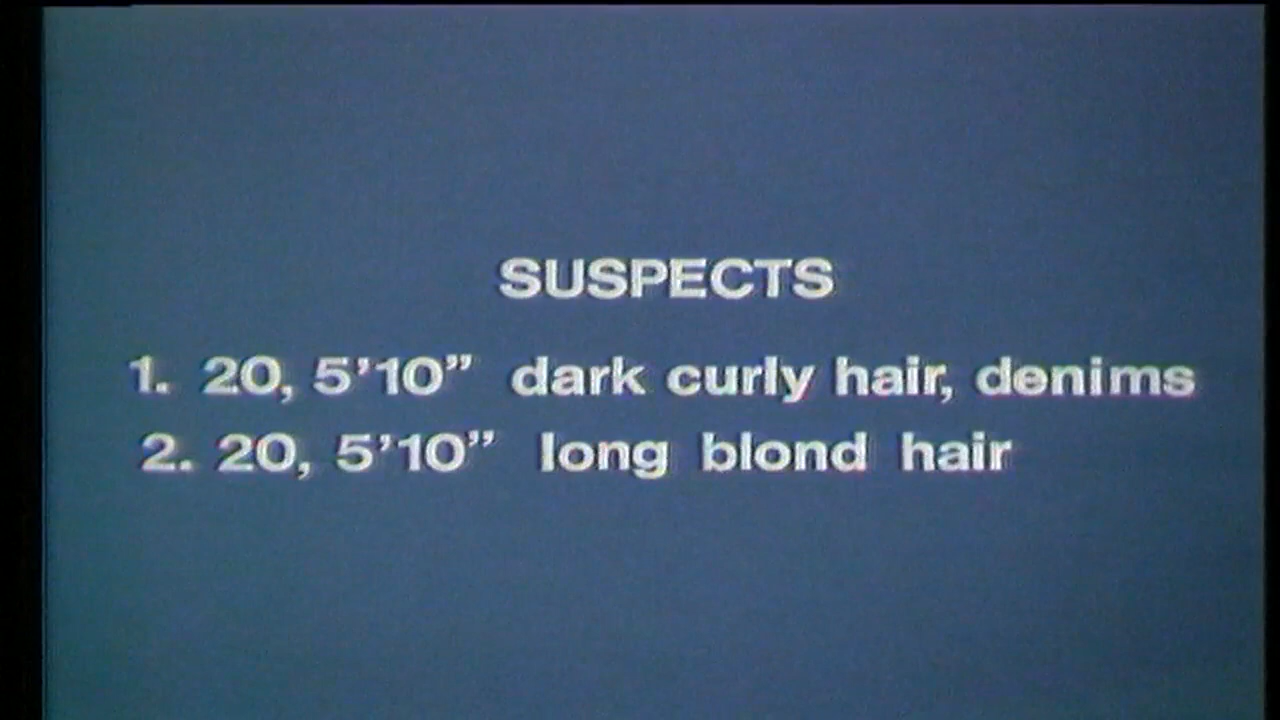 SUSPECTS
1. 20, 5'10” dark curly hair, denims
2. 20, 5'10” long blond hair